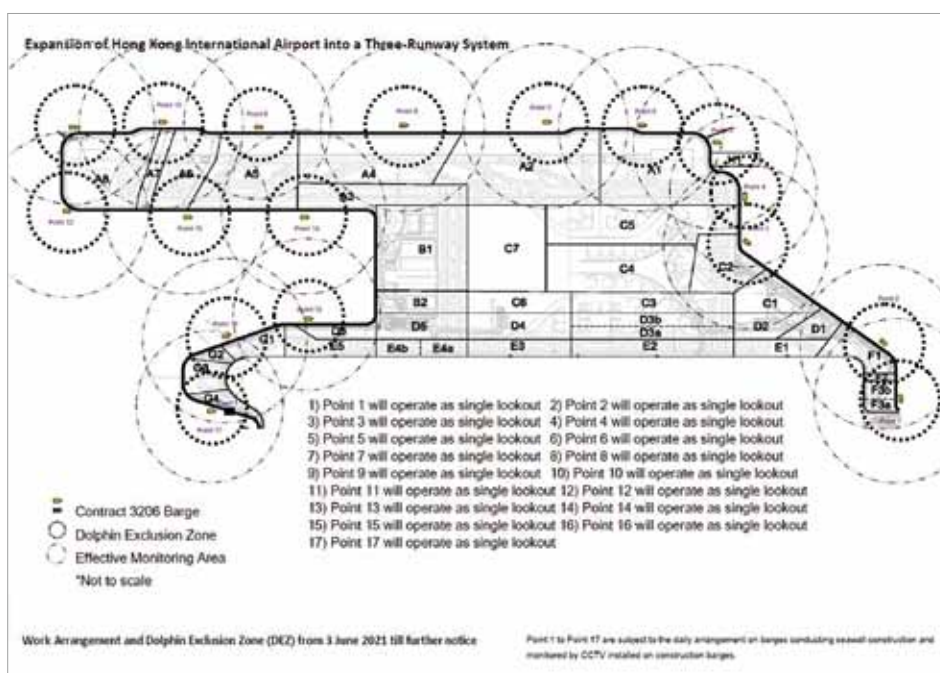 Expansion of Hong Kong International Airport into a Three-Runway System
Point 10
Point 12
Point 17
A7
A6
A5
A4
A2
A1
C5
B1
C7
C4
C2
B2
C6
C3
C1
D5
D4
D3b
D3a
D2
D1
G1
E5
E4b
E4a
E3
E2
E1
G2
F1
G4
F3b
F3a
1) Point 1 will operate as single lookout 2) Point 2 will operate as single lookout
3) Point 3 will operate as single lookout 4) Point 4 will operate as single lookout
5) Point 5 will operate as single lookout 6) Point 6 will operate as single lookout
7) Point 7 will operate as single lookout 8) Point 8 will operate as single lookout
9) Point 9 will operate as single lookout 10) Point 10 will operate as single lookout
11) Point 11 will operate as single lookout 12) Point 12 will operate as single lookout
13) Point 13 will operate as single lookout 14) Point 14 will operate as single lookout
15) Point 15 will operate as single lookout 16) Point 16 will operate as single lookout
17) Point 17 will operate as single lookout
Contract 3206 Barge
Dolphin Exclusion Zone
Effective Monitoring Area
*Not to scale
Work Arrangement and Dolphin Exclusion Zone (DEZ) from 3 June 2021 till further notice
Point 1 to Point 17 are subject to the daily arrangement on barges conducting seawall construction and
monitored by CCTV installed on construction barges.